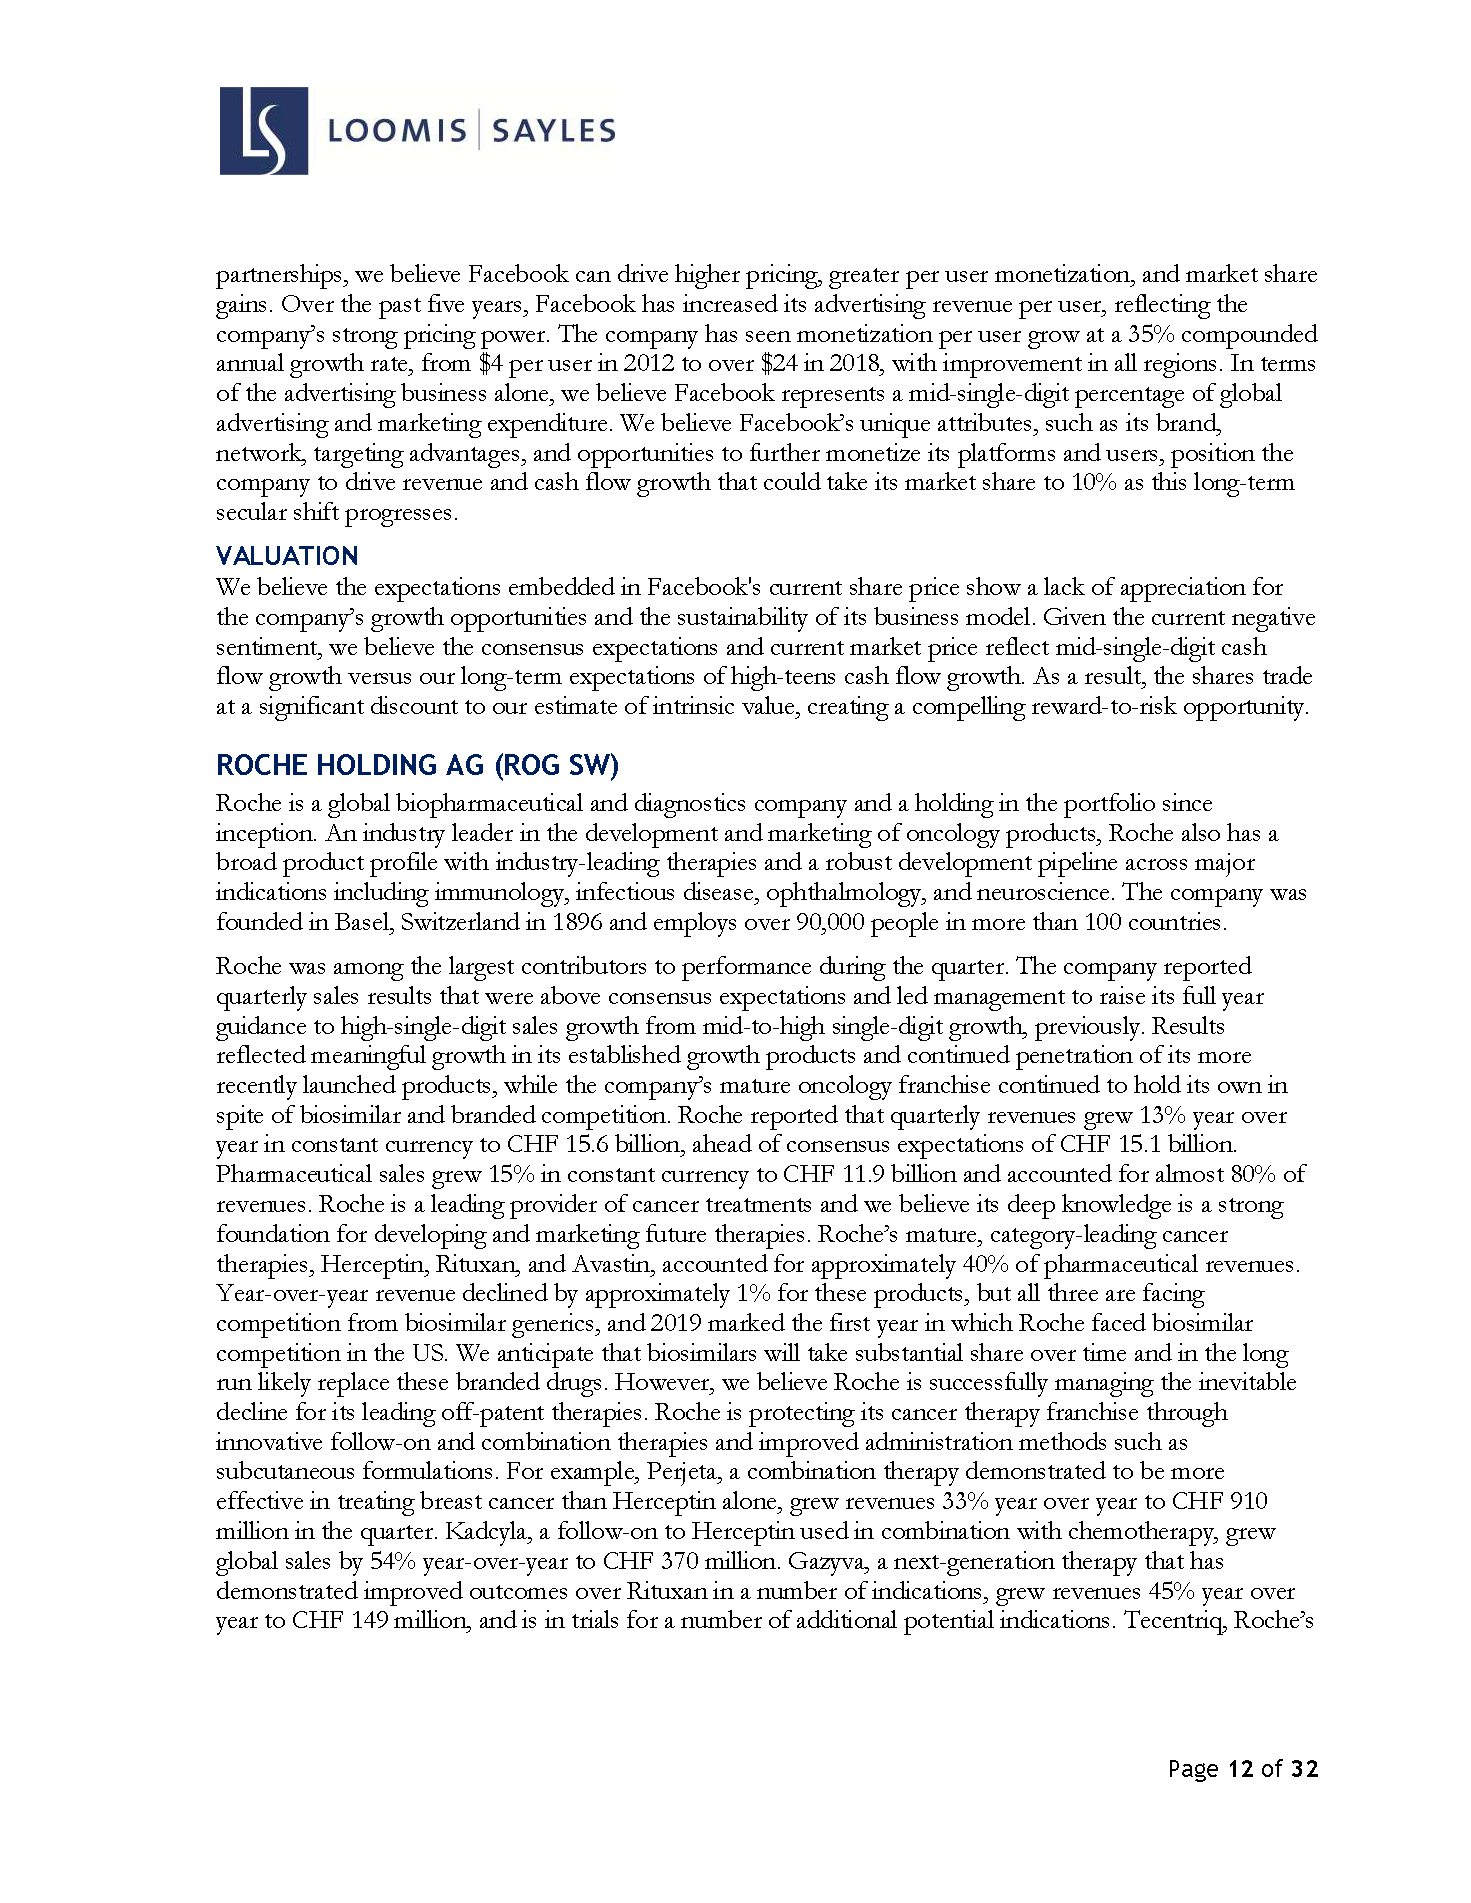 LOOMIS | SAYLES
partnerships, we believe Facebook can drive higher pricing, greater per user monetization, and market share
gains. Over the past five years, Facebook has increased its advertising revenue per user, reflecting the
company’s strong pricing power. The company has seen monetization per user grow at a 35% compounded
annual growth rate, from $4 per user in 2012 to over $24 in 2018, with improvement in all regions. In terms
of the advertising business alone, we believe Facebook represents a mid-single-digit percentage of global
advertising and marketing expenditure. We believe Facebook’s unique attributes, such as its brand,
network, targeting advantages, and opportunities to further monetize its platforms and users, position the
company to drive revenue and cash flow growth that could take its market share to 10% as this long-term
secular shift progresses.
VALUATION
We believe the expectations embedded in Facebook's current share price show a lack of appreciation for
the company’s growth opportunities and the sustainability of its business model. Given the current negative
sentiment, we believe the consensus expectations and current market price reflect mid-single-digit cash
flow growth versus our long-term expectations of high-teens cash flow growth. As a result, the shares trade
at a significant discount to our estimate of intrinsic value, creating a compelling reward-to-risk opportunity.
ROCHE HOLDING AG (ROG SW)
Roche is a global biopharmaceutical and diagnostics company and a holding in the portfolio since
inception. An industry leader in the development and marketing of oncology products, Roche also has a
broad product profile with industry-leading therapies and a robust development pipeline across major
indications including immunology, infectious disease, ophthalmology, and neuroscience. The company was
founded in Basel, Switzerland in 1896 and employs over 90,000 people in more than 100 countries.
Roche was among the largest contributors to performance during the quarter. The company reported
quarterly sales results that were above consensus expectations and led management to raise its full year
guidance to high-single-digit sales growth from mid-to-high single-digit growth, previously. Results
reflected meaningful growth in its established growth products and continued penetration of its more
recently launched products, while the company’s mature oncology franchise continued to hold its own in
spite of biosimilar and branded competition. Roche reported that quarterly revenues grew 13% year over
year in constant currency to CHF 15.6 billion, ahead of consensus expectations of CHF 15.1 billion.
Pharmaceutical sales grew 15% in constant currency to CHF 11.9 billion and accounted for almost 80% of
revenues. Roche is a leading provider of cancer treatments and we believe its deep knowledge is a strong
foundation for developing and marketing future therapies. Roche’s mature, category-leading cancer
therapies, Herceptin, Rituxan, and Avastin, accounted for approximately 40% of pharmaceutical revenues.
Year-over-year revenue declined by approximately 1% for these products, but all three are facing
competition from biosimilar generics, and 2019 marked the first year in which Roche faced biosimilar
competition in the US. We anticipate that biosimilars will take substantial share over time and in the long
run likely replace these branded drugs. However, we believe Roche is successfully managing the inevitable
decline for its leading off-patent therapies. Roche is protecting its cancer therapy franchise through
innovative follow-on and combination therapies and improved administration methods such as
subcutaneous formulations. For example, Perjeta, a combination therapy demonstrated to be more
effective in treating breast cancer than Herceptin alone, grew revenues 33% year over year to CHF 910
million in the quarter. Kadcyla, a follow-on to Herceptin used in combination with chemotherapy, grew
global sales by 54% year-over-year to CHF 370 million. Gazyva, a next-generation therapy that has
demonstrated improved outcomes over Rituxan in a number of indications, grew revenues 45% year over
year to CHF 149 million, and is in trials for a number of additional potential indications. Tecentriq, Roche’s
Page 12 of 32